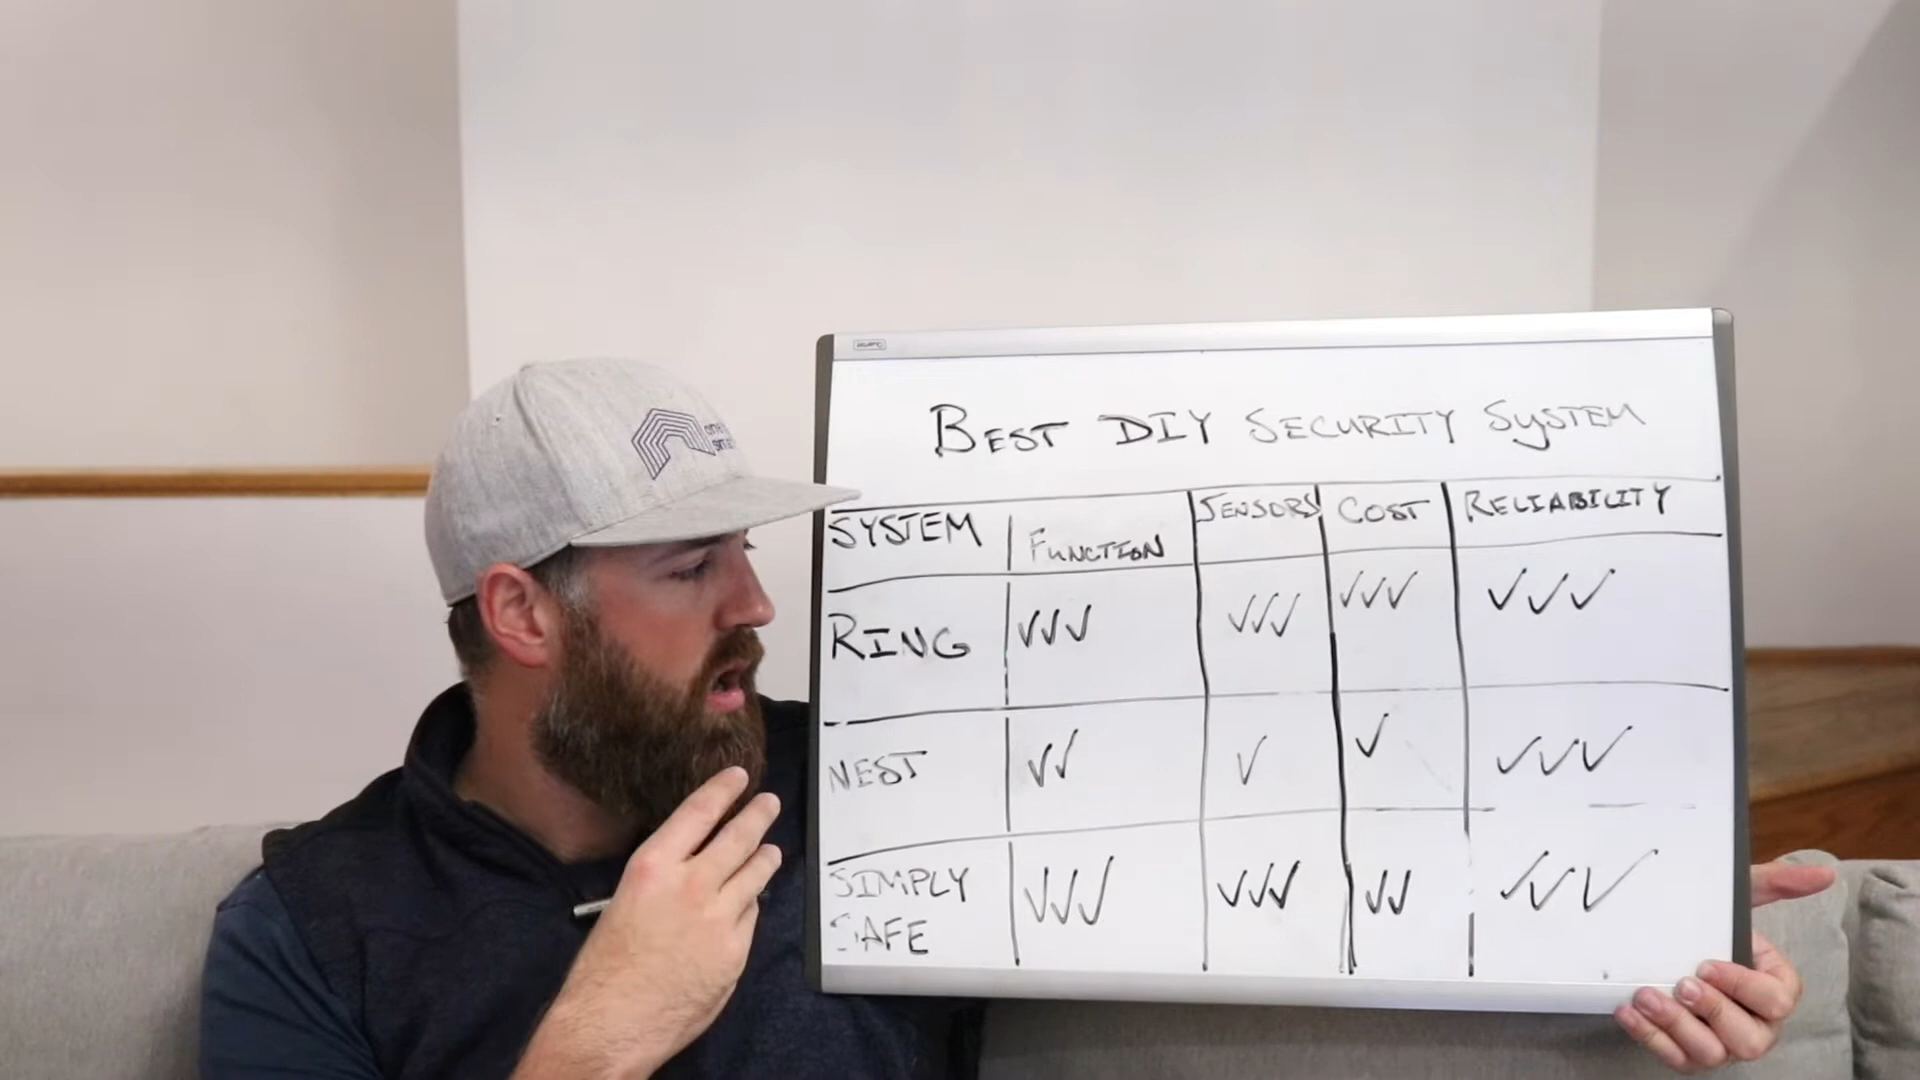 BEST DIY SECURITY SYSTEM
SYSTEM FUNCTION SENSORS COST RELIABILITY
RING ✓✓✓ ✓✓✓ ✓✓✓ ✓✓✓
NEST ✓✓ ✓ ✓ ✓✓✓
SIMPLY ✓✓✓ ✓✓✓ ✓✓ ✓✓✓
SAFE